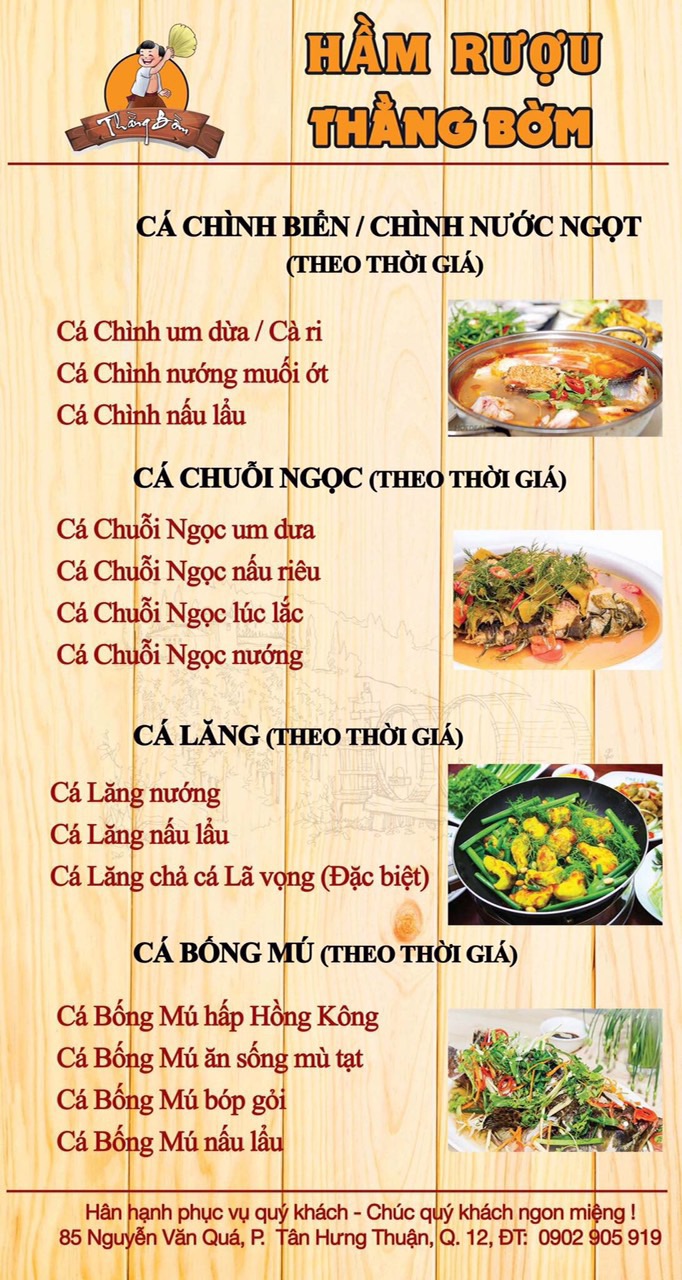 Thằng Bờm
HẦM RƯỢU
THẰNG BỜM
CÁ CHÌNH BIỂN / CHÌNH NƯỚC NGỌT
(THEO THỜI GIÁ)
Cá Chình um dừa / Cà ri
Cá Chình nướng muối ớt
Cá Chình nấu lẩu
CÁ CHUỖI NGỌC (THEO THỜI GIÁ)
Cá Chuỗi Ngọc um dưa
Cá Chuỗi Ngọc nấu riêu
Cá Chuỗi Ngọc lúc lắc
Cá Chuỗi Ngọc nướng
CÁ LĂNG (THEO THỜI GIÁ)
Cá Lăng nướng
Cá Lăng nấu lẩu
Cá Lăng chả cá Lã vọng (Đặc biệt)
CÁ BỐNG MÚ (THEO THỜI GIÁ)
Cá Bống Mú hấp Hồng Kông
Cá Bống Mú ăn sống mù tạt
Cá Bống Mú bóp gỏi
Cá Bống Mú nấu lẩu
Hân hạnh phục vụ quý khách - Chúc quý khách ngon miệng !
85 Nguyễn Văn Quá, P. Tân Hưng Thuận, Q. 12, ĐT: 0902 905 919